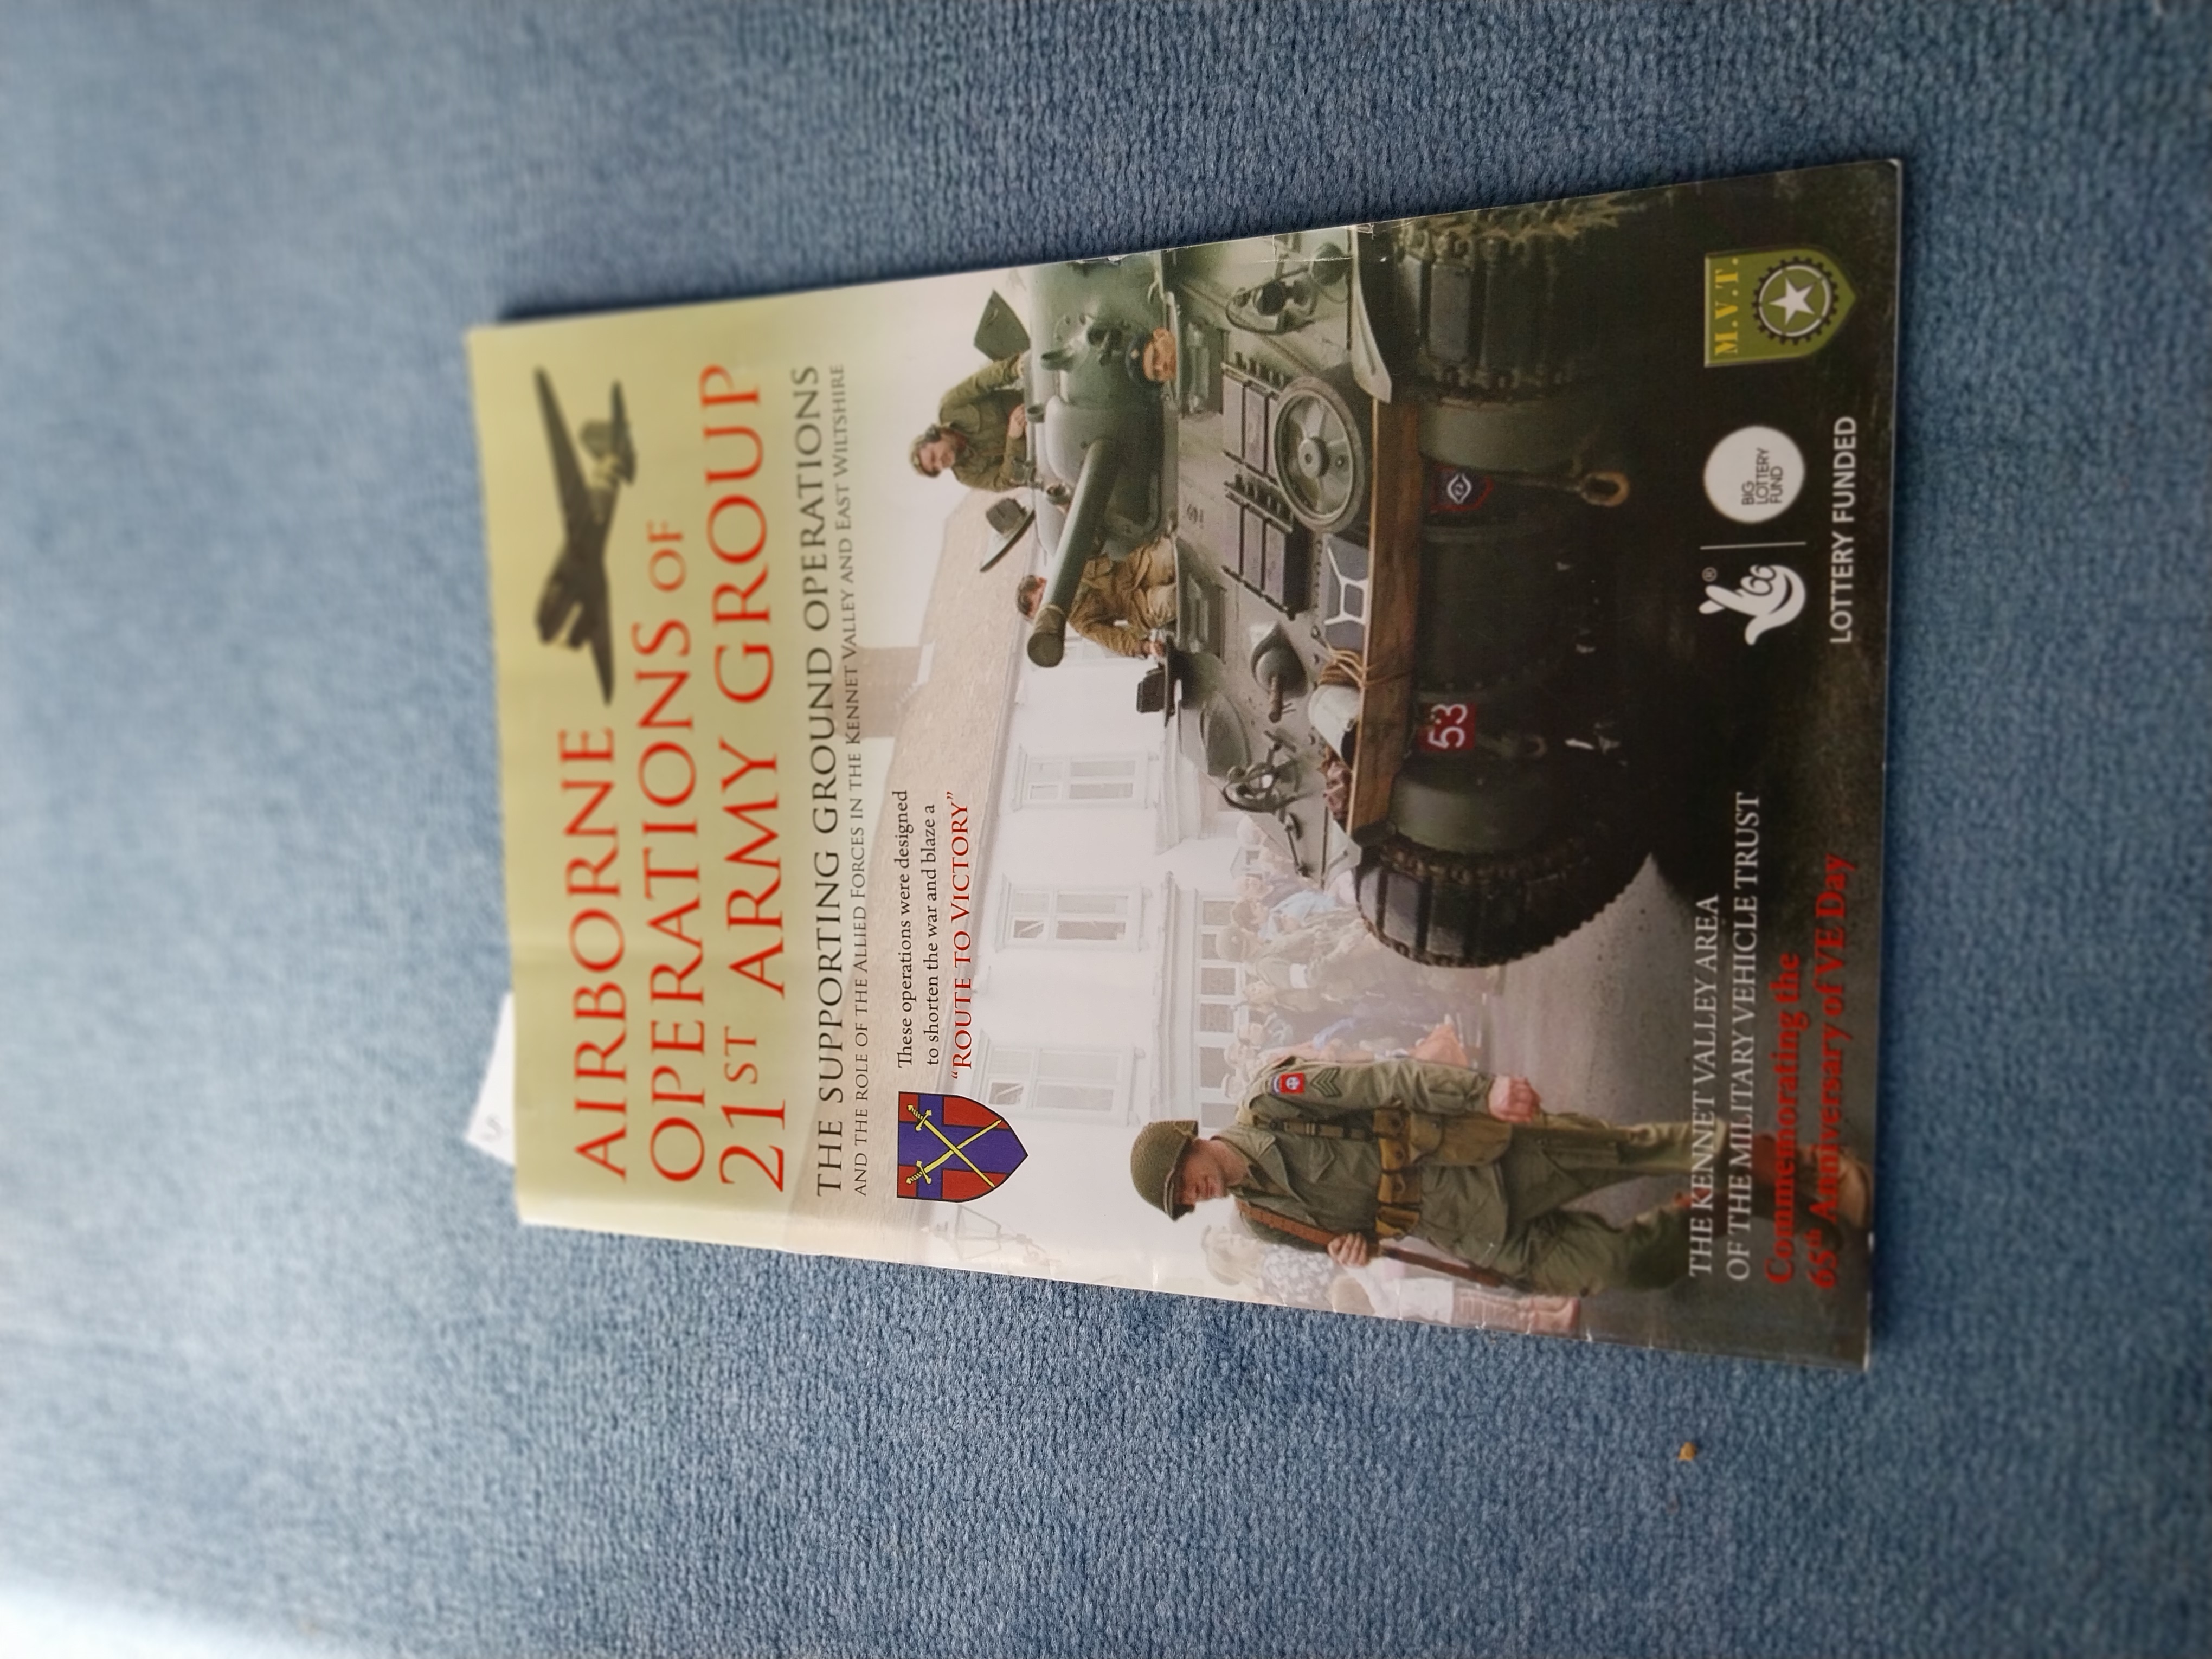 AIRBORNE
OPERATIONS OF
21ST ARMY GROUP
THE SUPPORTING GROUND OPERATIONS
AND THE ROLE OF THE ALLIED FORCES IN THE KENNET VALLEY AND EAST WILTSHIRE
These operations were designed
to shorten the war and blaze a
“ROUTE TO VICTORY”
53
THE KENNET VALLEY AREA
OF THE MILITARY VEHICLE TRUST
Commemorating the
65th Anniversary of VE Day
®
BIG
LOTTERY
FUND
LOTTERY FUNDED
M.V.T.